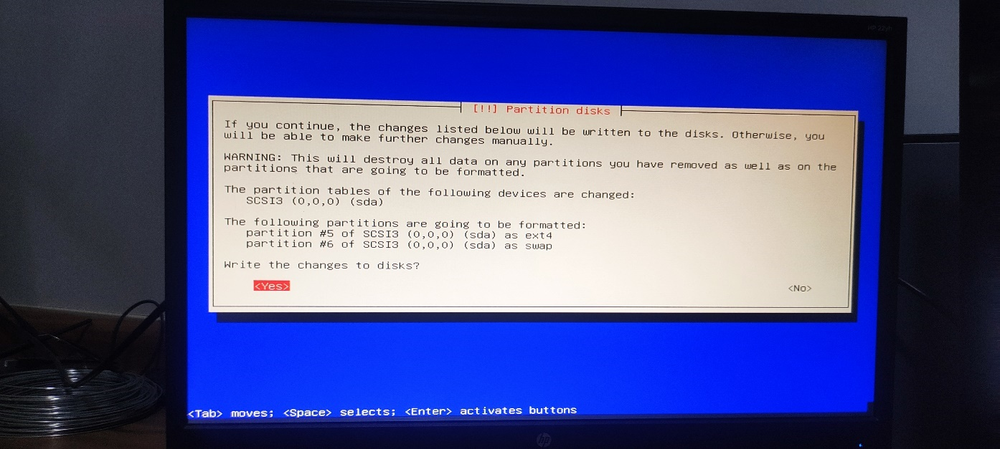 HP 22vh
[!!] Partition disks
If you continue, the changes listed below will be written to the disks. Otherwise, you
will be able to make further changes manually.
WARNING: This will destroy all data on any partitions you have removed as well as on the
partitions that are going to be formatted.
The partition tables of the following devices are changed:
SCSI3 (0,0,0) (sda)
The following partitions are going to be formatted:
partition #5 of SCSI3 (0,0,0) (sda) as ext4
partition #6 of SCSI3 (0,0,0) (sda) as swap
Write the changes to disks?
<Yes> <No>
<Tab> moves; <Space> selects; <Enter> activates buttons
hp